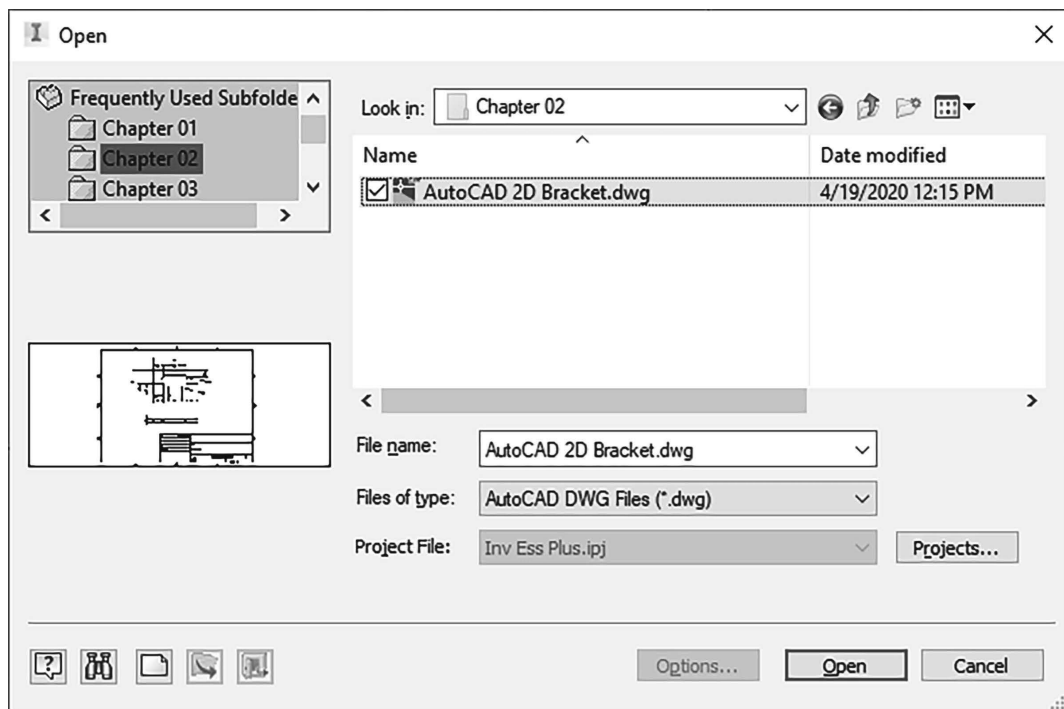 Open
Frequently Used Subfolde
Chapter 01
Chapter 02
Chapter 03
Look in: Chapter 02
Name Date modified
AutoCAD 2D Bracket.dwg 4/19/2020 12:15 PM
File name: AutoCAD 2D Bracket.dwg
Files of type: AutoCAD DWG Files (*.dwg)
Project File: Inv Ess Plus.ipj Projects...
Options... Open Cancel